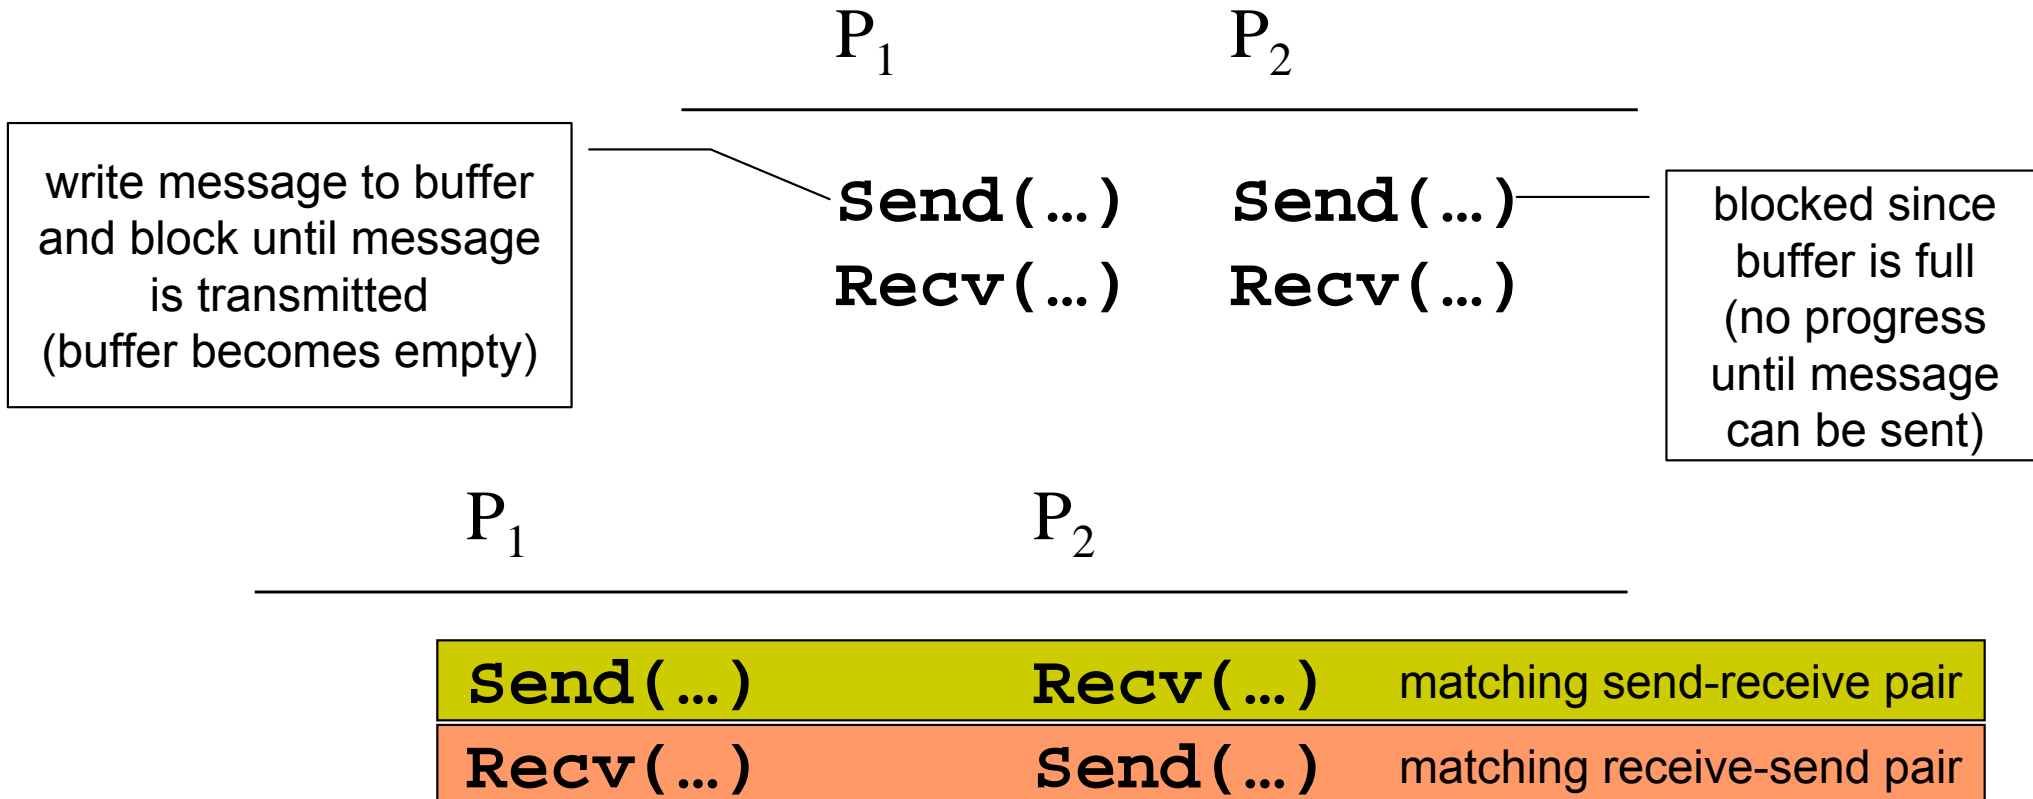 P1 P2
write message to buffer
and block until message
is transmitted
(buffer becomes empty)
Send(…) Send(…)
Recv(…) Recv(…)
blocked since
buffer is full
(no progress
until message
can be sent)
P1 P2
Send(…) Recv(…) matching send-receive pair
Recv(…) Send(…) matching receive-send pair